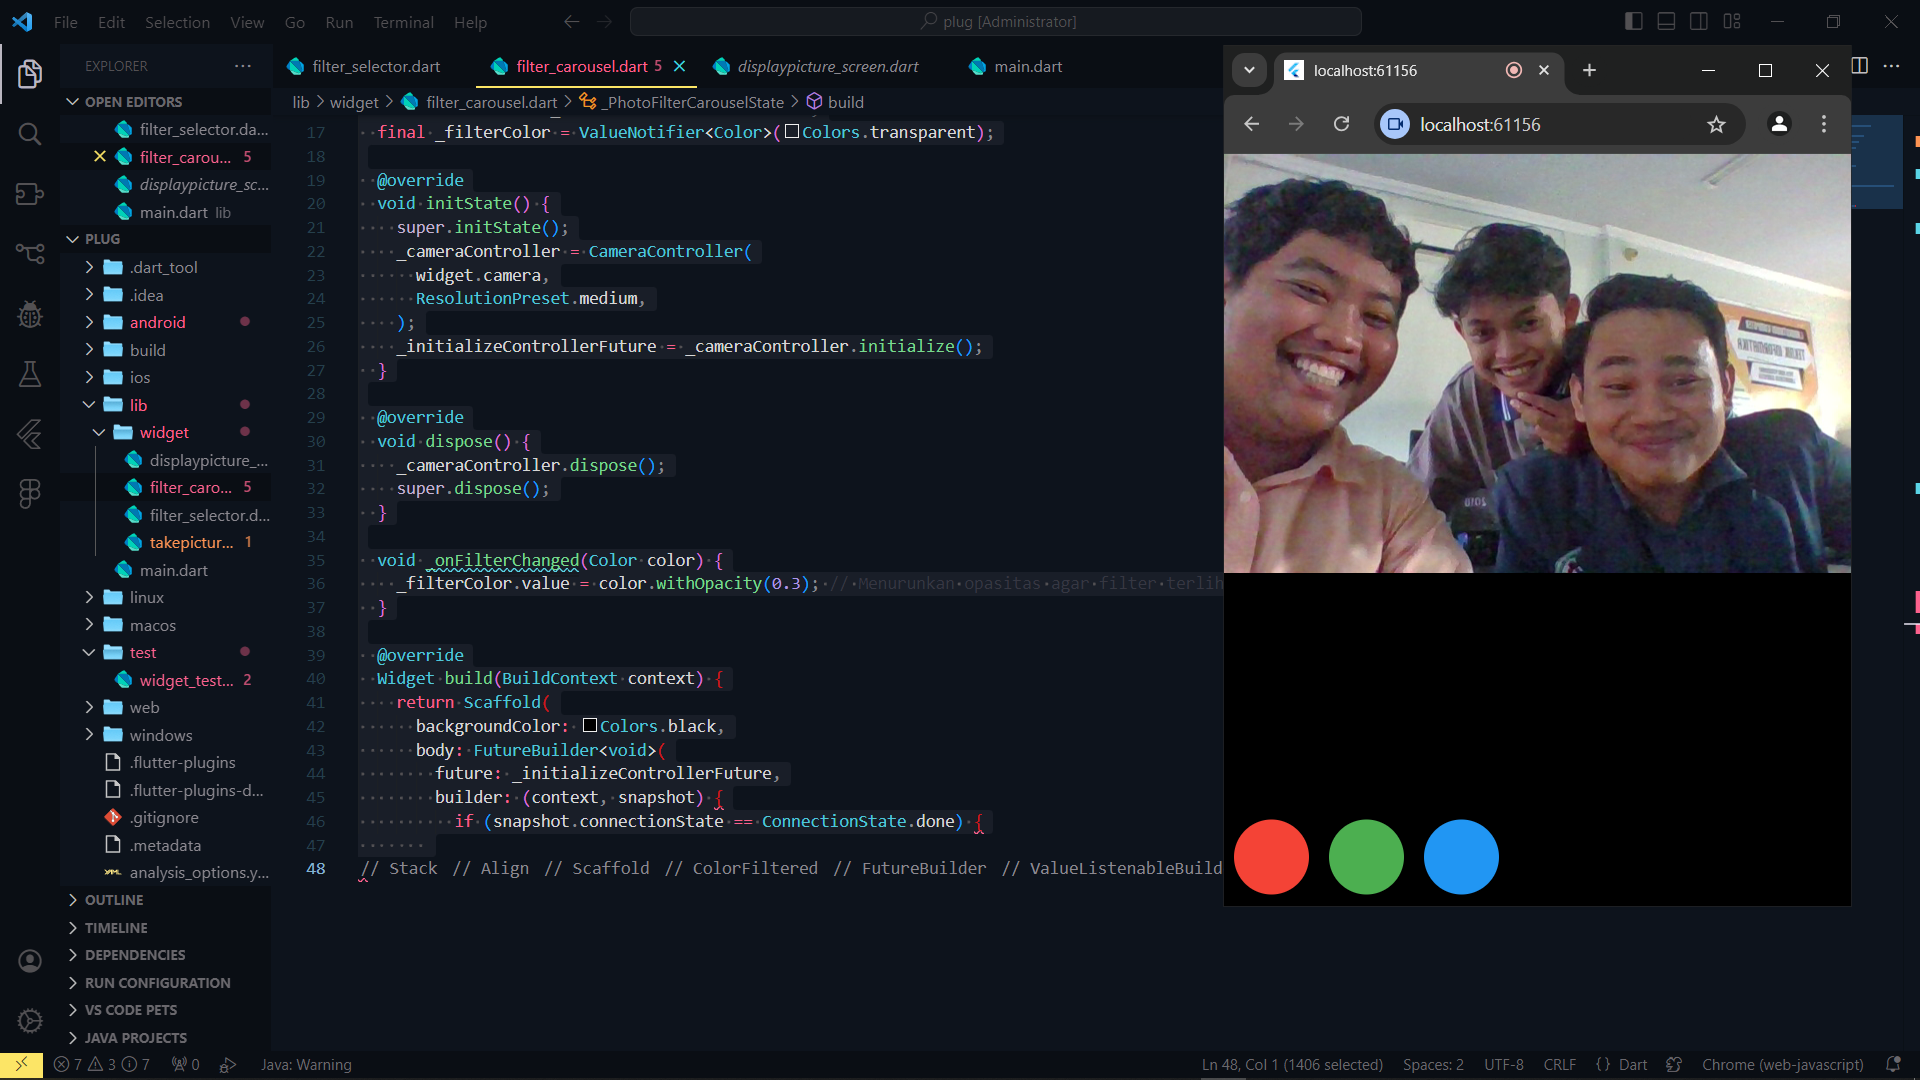 File Edit Selection View Go Run Terminal Help
plug [Administrator]
EXPLORER
OPEN EDITORS
filter_selector.da...
filter_carou... 5
displaypicture_sc...
main.dart lib
PLUG
.dart_tool
.idea
android
build
ios
lib
widget
displaypicture_...
filter_caro... 5
filter_selector.d...
takepictur... 1
main.dart
linux
macos
test
widget_test... 2
web
windows
.flutter-plugins
.flutter-plugins-d...
.gitignore
.metadata
analysis_options.y...
OUTLINE
TIMELINE
DEPENDENCIES
RUN CONFIGURATION
VS CODE PETS
JAVA PROJECTS
filter_selector.dart
filter_carousel.dart 5
displaypicture_screen.dart
main.dart
lib > widget > filter_carousel.dart > _PhotoFilterCarouselState > build
17 final _filterColor = ValueNotifier<Color>(Colors.transparent);
18
19 @override
20 void initState() {
21 super.initState();
22 _cameraController = CameraController(
23 widget.camera,
24 ResolutionPreset.medium,
25 );
26 _initializeControllerFuture = _cameraController.initialize();
27 }
28
29 @override
30 void dispose() {
31 _cameraController.dispose();
32 super.dispose();
33 }
34
35 void _onFilterChanged(Color color) {
36 _filterColor.value = color.withOpacity(0.3); // Menurunkan opasitas agar filter terlih
37 }
38
39 @override
40 Widget build(BuildContext context) {
41 return Scaffold(
42 backgroundColor: Colors.black,
43 body: FutureBuilder<void>(
44 future: _initializeControllerFuture,
45 builder: (context, snapshot) {
46 if (snapshot.connectionState == ConnectionState.done) {
47
48 // Stack // Align // Scaffold // ColorFiltered // FutureBuilder // ValueListenableBuild
localhost:61156
localhost:61156
7 3 7 0 Java: Warning
Ln 48, Col 1 (1406 selected) Spaces: 2 UTF-8 CRLF {} Dart Chrome (web-javascript)